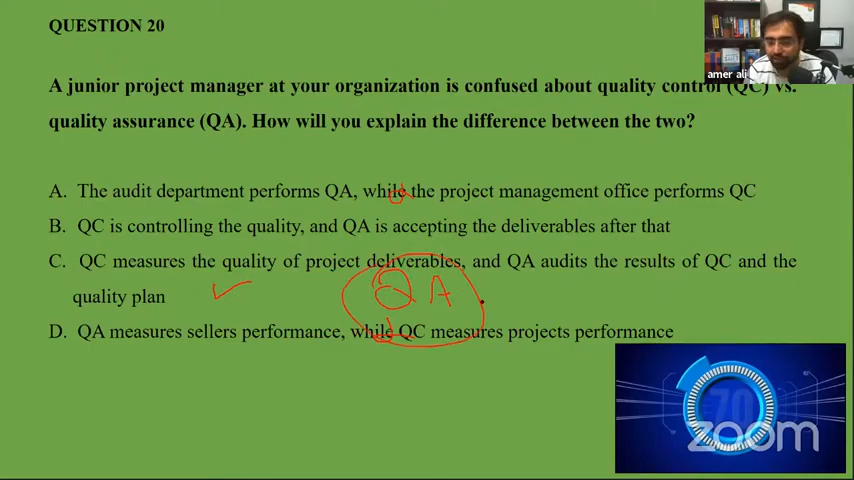 QUESTION 20
amer ali
A junior project manager at your organization is confused about quality control (QC) vs.
quality assurance (QA). How will you explain the difference between the two?
A. The audit department performs QA, while the project management office performs QC
B. QC is controlling the quality, and QA is accepting the deliverables after that
C. QC measures the quality of project deliverables, and QA audits the results of QC and the
quality plan
QA
D. QA measures sellers performance, while QC measures projects performance
70
zoom